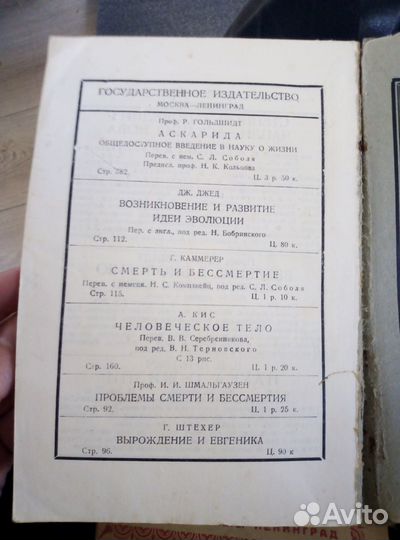 ГОСУДАРСТВЕННОЕ ИЗДАТЕЛЬСТВО
МОСКВА—ЛЕНИНГРАД
Проф. Р. ГОЛЬДШИДТ
АСКАРИДА
ОБЩЕДОСТУПНОЕ ВВЕДЕНИЕ В НАУКУ О ЖИЗНИ
Перев. с нем. С. Л. Соболя
Предисл. проф. Н. К. Кольцова
Стр. 382. Ц. 3 р. 50 к.
ДЖ. ДЖЕД
ВОЗНИКНОВЕНИЕ И РАЗВИТИЕ
ИДЕИ ЭВОЛЮЦИИ
Пер. с англ., под ред. Н. Бобринского
Стр. 112. Ц. 80 к.
Г. КАММЕРЕР
СМЕРТЬ И БЕССМЕРТИЕ
Перев. с немецк. Н. С. под ред. С. Л. Соболя
Стр. 115. Ц. 1 р. 10 к.
А. КИС
ЧЕЛОВЕЧЕСКОЕ ТЕЛО
Перев. В. В. Серебренникова,
под ред. В. Н. Терновского
С 13 рис.
Стр. 160. Ц. 1 р. 20 к.
Проф. И. И. ШМАЛЬГАУЗЕН
ПРОБЛЕМЫ СМЕРТИ И БЕССМЕРТИЯ
Стр. 92. Ц. 1 р. 25 к.
Г. ШТЕХЕР
ВЫРОЖДЕНИЕ И ЕВГЕНИКА
Стр. 96. Ц. 90 к
ЛЕНИНГРАД
Avito